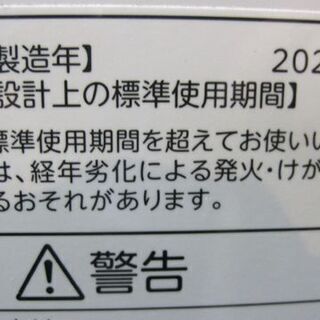 製造年】 202
設計上の標準使用期間】
標準使用期間を超えてお使いい
は、経年劣化による発火・けが
るおそれがあります。
警告